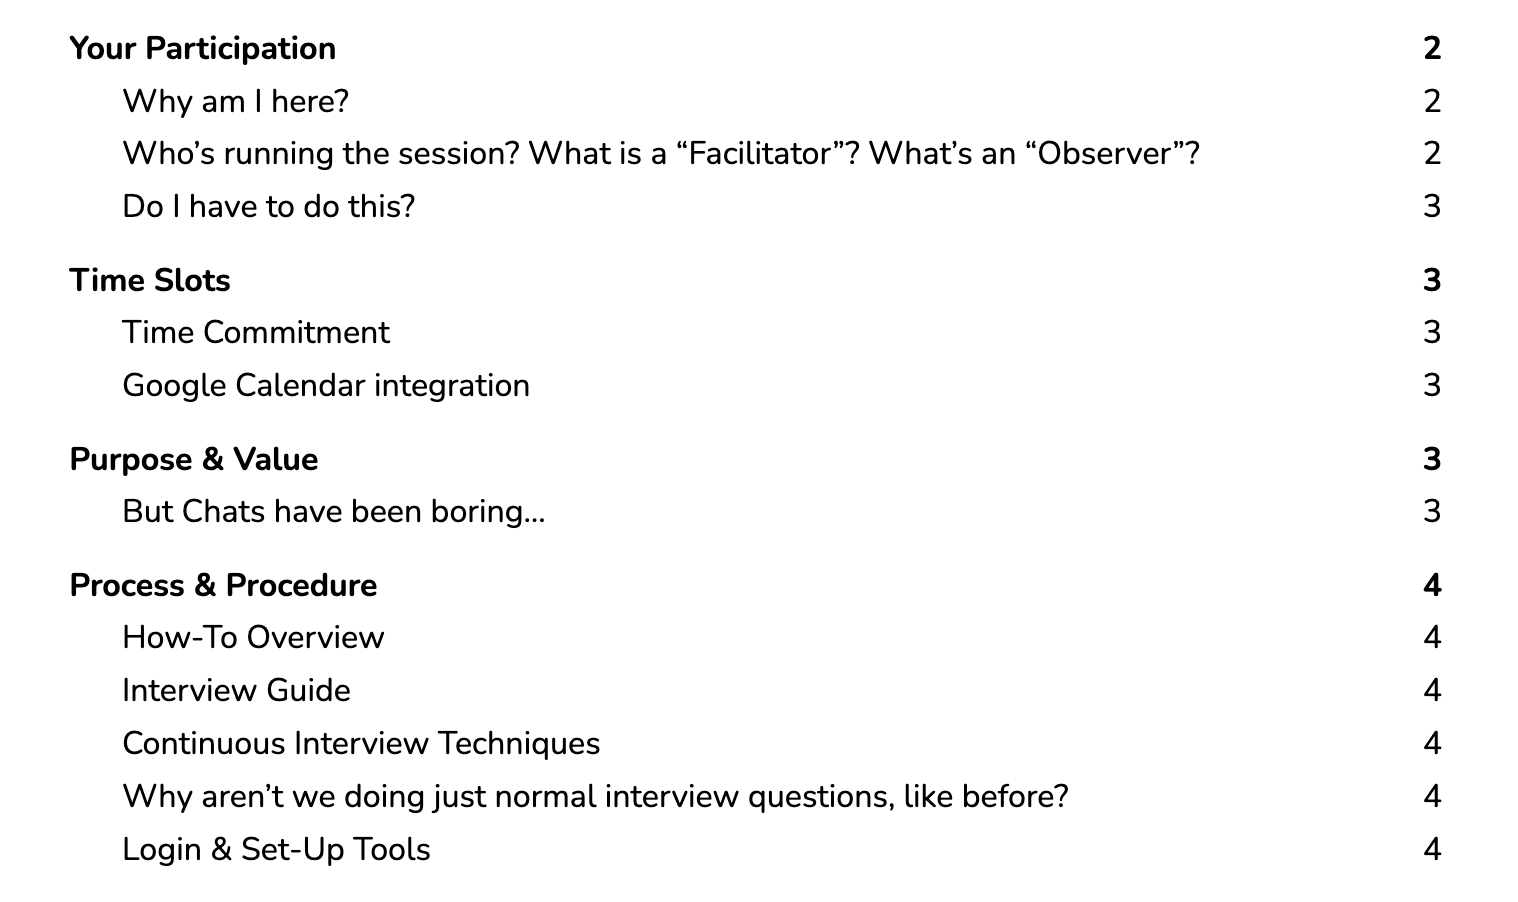 Your Participation 2
Why am I here? 2
Who’s running the session? What is a “Facilitator”? What’s an “Observer”? 2
Do I have to do this? 3
Time Slots 3
Time Commitment 3
Google Calendar integration 3
Purpose & Value 3
But Chats have been boring... 3
Process & Procedure 4
How-To Overview 4
Interview Guide 4
Continuous Interview Techniques 4
Why aren’t we doing just normal interview questions, like before? 4
Login & Set-Up Tools 4